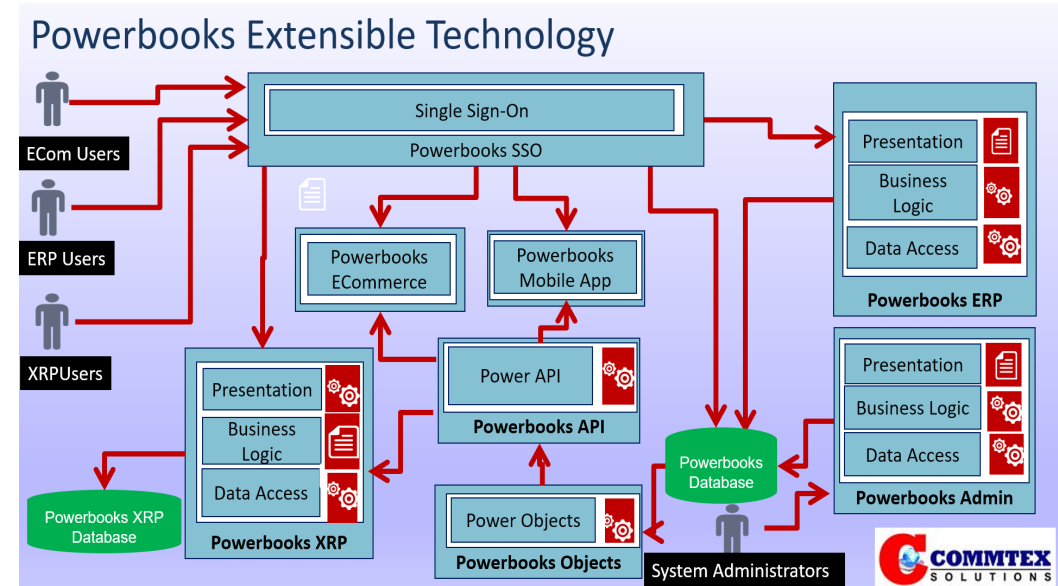 Powerbooks Extensible Technology
Single Sign-On
Powerbooks SSO
ECom Users
ERP Users
XRPUsers
Powerbooks
ECommerce
Powerbooks
Mobile App
Presentation
Business
Logic
Data Access
Powerbooks ERP
Power API
Powerbooks API
Presentation
Business
Logic
Data Access
Powerbooks XRP
Powerbooks XRP
Database
Power Objects
Powerbooks Objects
Powerbooks
Database
System Administrators
Presentation
Business Logic
Data Access
Powerbooks Admin
COMMTEX
SOLUTIONS